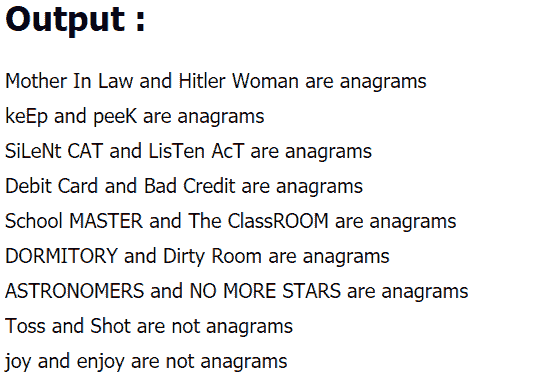 Output :
Mother In Law and Hitler Woman are anagrams
keEp and peeK are anagrams
SiLeNt CAT and LisTen AcT are anagrams
Debit Card and Bad Credit are anagrams
School MASTER and The ClassROOM are anagrams
DORMITORY and Dirty Room are anagrams
ASTRONOMERS and NO MORE STARS are anagrams
Toss and Shot are not anagrams
joy and enjoy are not anagrams